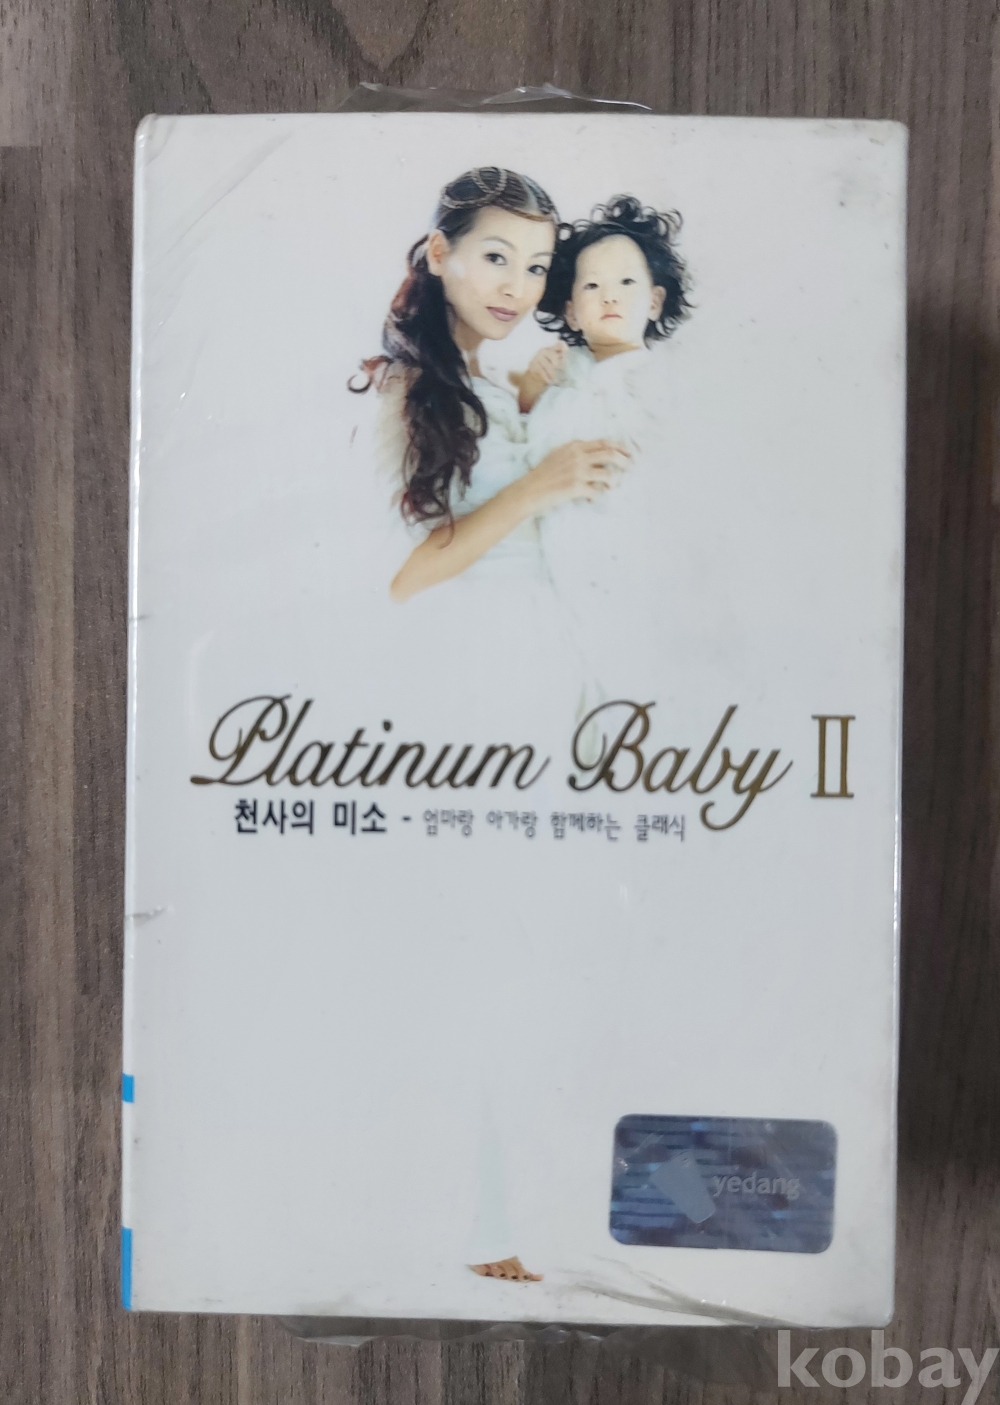 Platinum Baby II
천사의 미소 - 엄마랑 아가랑 함께하는 클래식
yedang
kobay